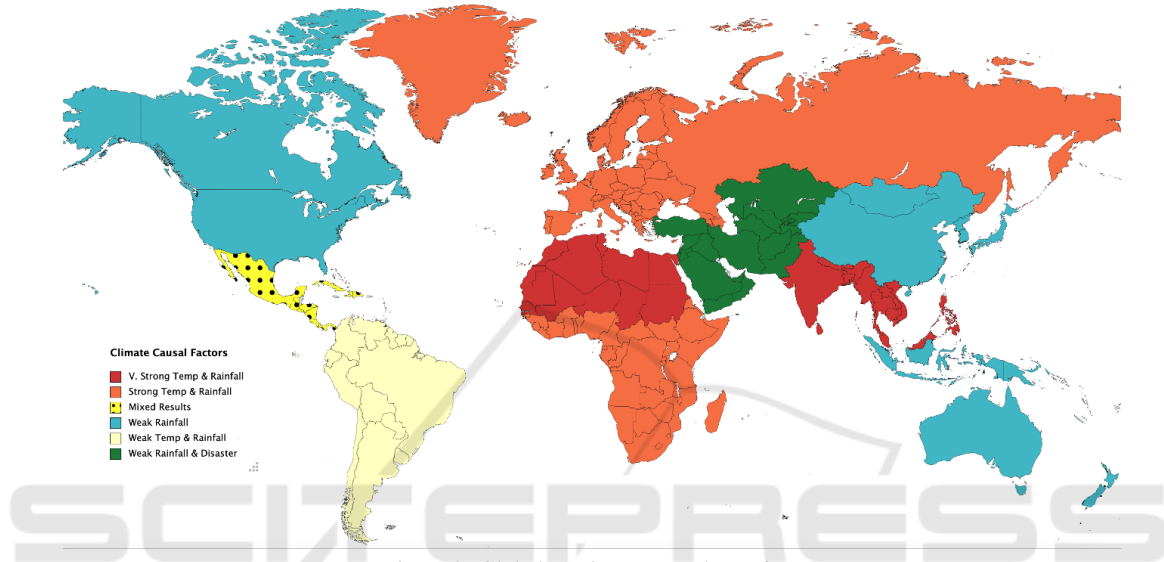 Climate Causal Factors
V. Strong Temp & Rainfall
Strong Temp & Rainfall
Mixed Results
Weak Rainfall
Weak Temp & Rainfall
Weak Rainfall & Disaster
SCITEPRESS